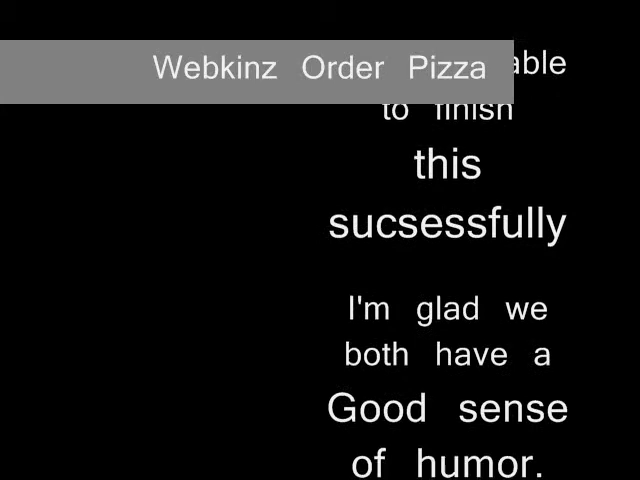 Webkinz Order Pizza
able
to finish
this
sucsessfully
I'm glad we
both have a
Good sense
of humor.